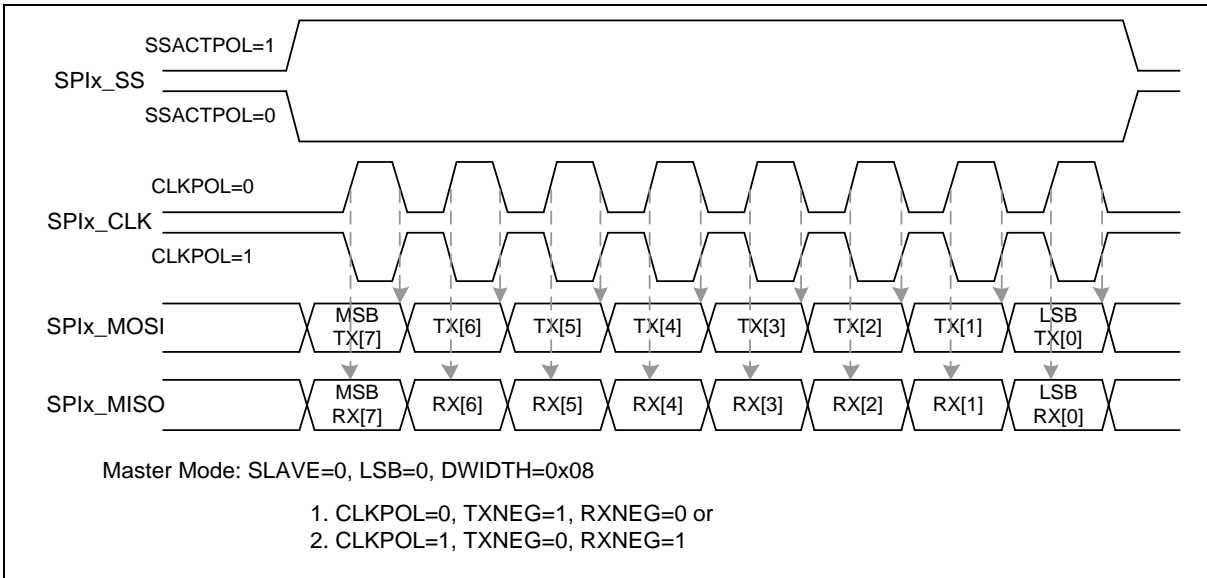 SSACTPOL=1
SPIx_SS
SSACTPOL=0
CLKPOL=0
SPIx_CLK
CLKPOL=1
SPIx_MOSI MSB TX[7] TX[6] TX[5] TX[4] TX[3] TX[2] TX[1] LSB TX[0]
SPIx_MISO MSB RX[7] RX[6] RX[5] RX[4] RX[3] RX[2] RX[1] LSB RX[0]
Master Mode: SLAVE=0, LSB=0, DWIDTH=0x08
1. CLKPOL=0, TXNEG=1, RXNEG=0 or
2. CLKPOL=1, TXNEG=0, RXNEG=1